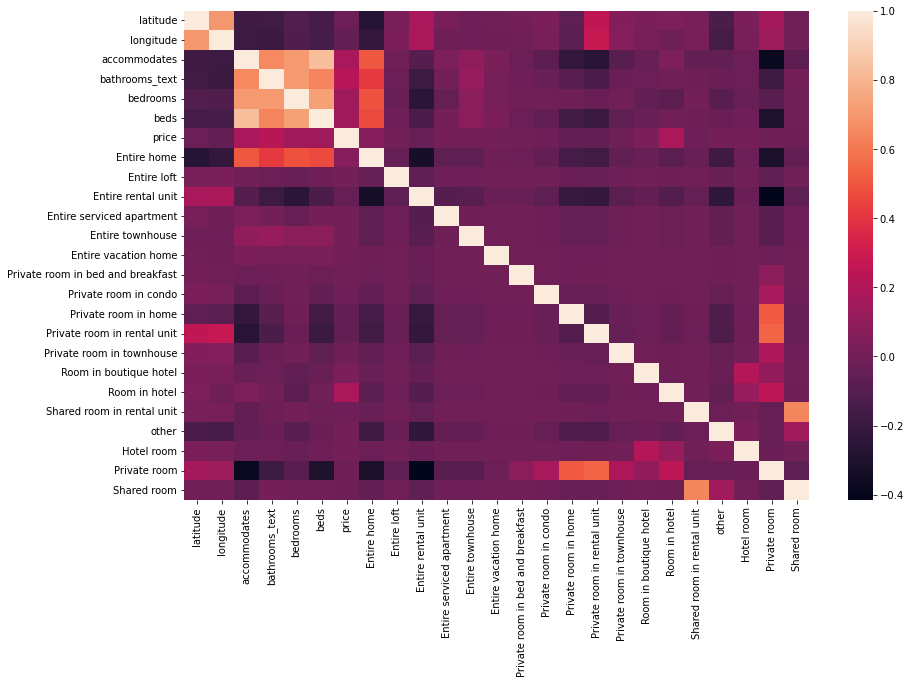 latitude
longitude
accommodates
bathrooms_text
bedrooms
beds
price
Entire home
Entire loft
Entire rental unit
Entire serviced apartment
Entire townhouse
Entire vacation home
Private room in bed and breakfast
Private room in condo
Private room in home
Private room in rental unit
Private room in townhouse
Room in boutique hotel
Room in hotel
Shared room in rental unit
other
Hotel room
Private room
Shared room
latitude
longitude
accommodates
bathrooms_text
bedrooms
beds
price
Entire home
Entire loft
Entire rental unit
Entire serviced apartment
Entire townhouse
Entire vacation home
Private room in bed and breakfast
Private room in condo
Private room in home
Private room in rental unit
Private room in townhouse
Room in boutique hotel
Room in hotel
Shared room in rental unit
other
Hotel room
Private room
Shared room
1.0
0.8
0.6
0.4
0.2
0.0
−0.2
−0.4